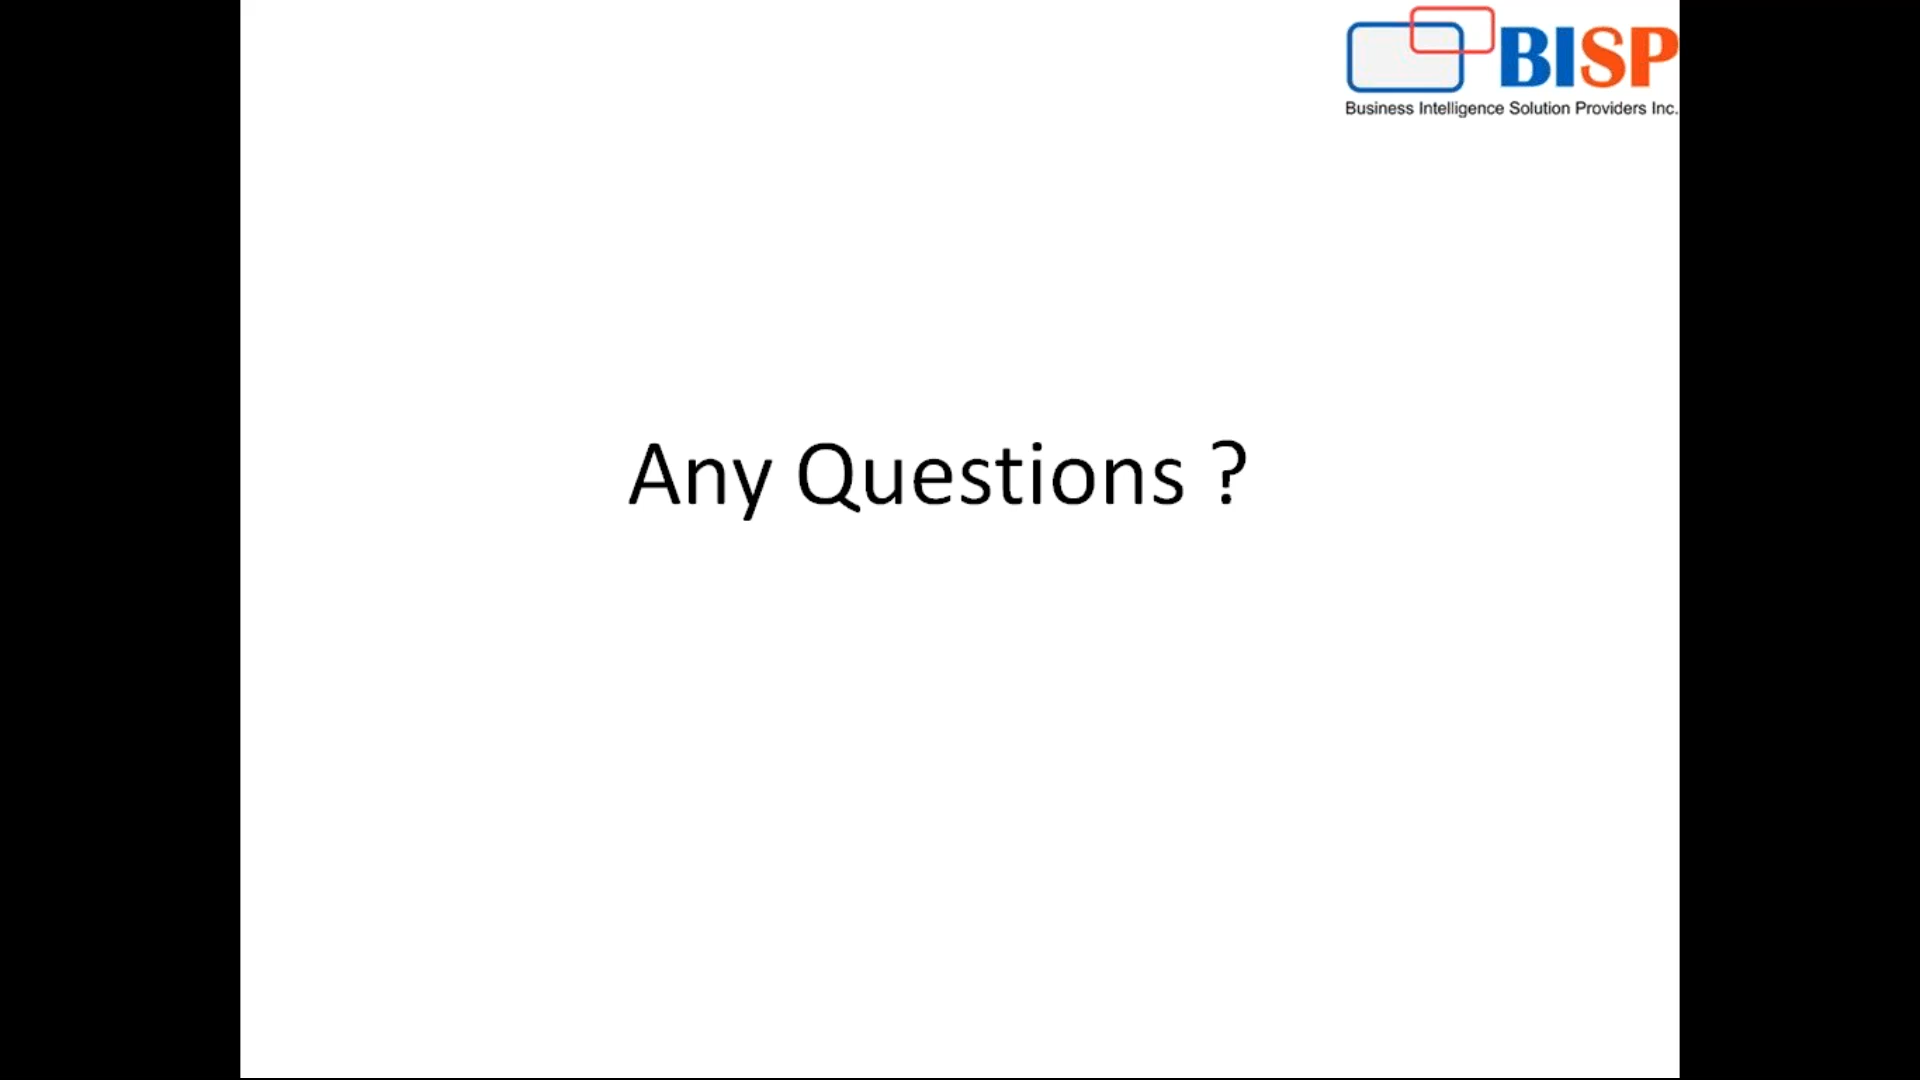 BISP
Business Intelligence Solution Providers Inc.
Any Questions ?